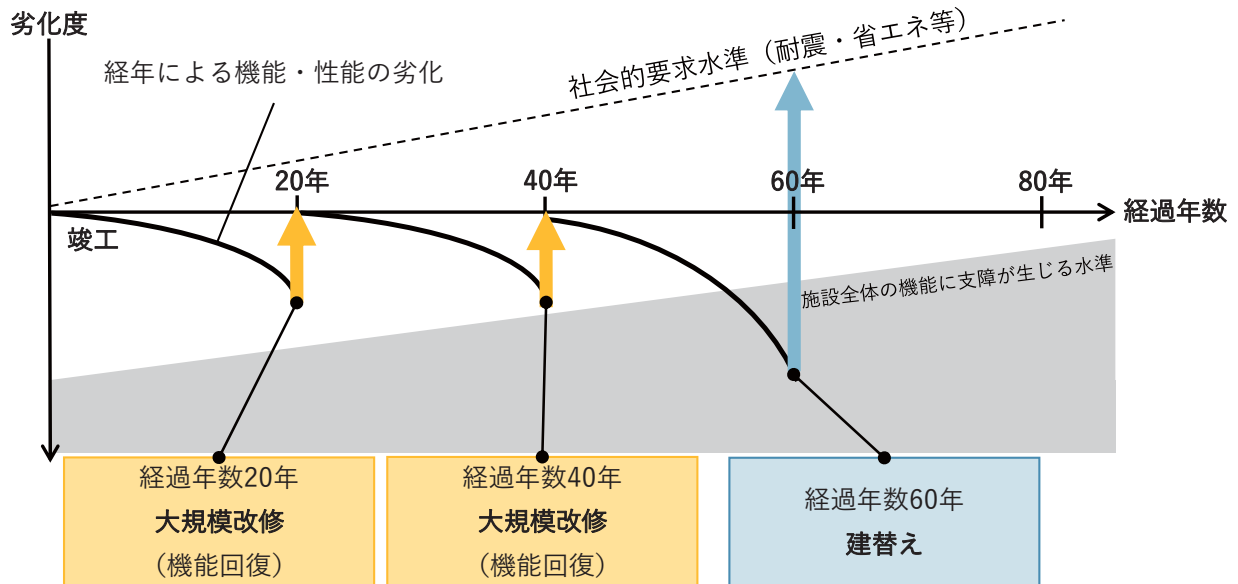 劣化度
経年による機能・性能の劣化
社会的要求水準（耐震・省エネ等）
20年
40年
60年
80年
経過年数
竣工
施設全体の機能に支障が生じる水準
経過年数20年
大規模改修
（機能回復）
経過年数40年
大規模改修
（機能回復）
経過年数60年
建替え